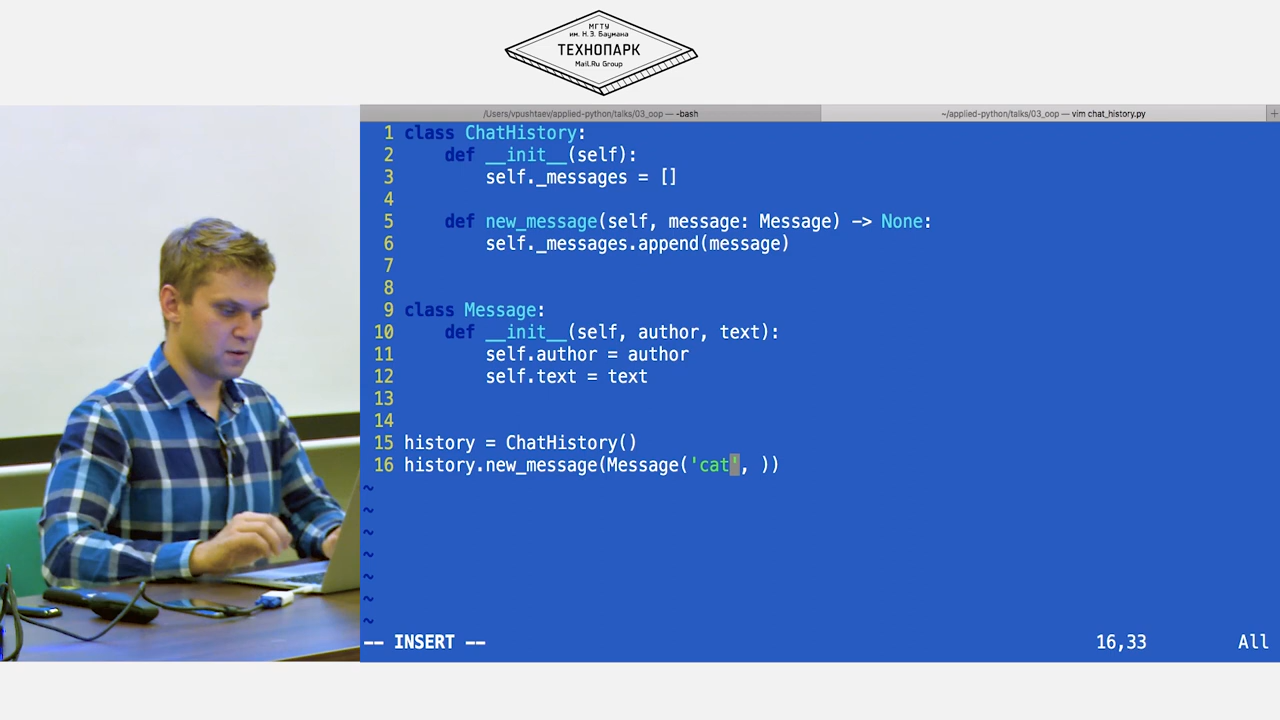 МГТУ
им. Н.Э. Баумана
ТЕХНОПАРК
Mail.Ru Group
/Users/vpushtaev/applied-python/talks/03_oop — -bash
~/applied-python/talks/03_oop — vim chat_history.py
+
1 class ChatHistory:
2     def __init__(self):
3         self._messages = []
4
5     def new_message(self, message: Message) -> None:
6         self._messages.append(message)
7
8
9 class Message:
10     def __init__(self, author, text):
11         self.author = author
12         self.text = text
13
14
15 history = ChatHistory()
16 history.new_message(Message('cat', ))
~
~
~
~
~
~
~
-- INSERT -- 16,33 All